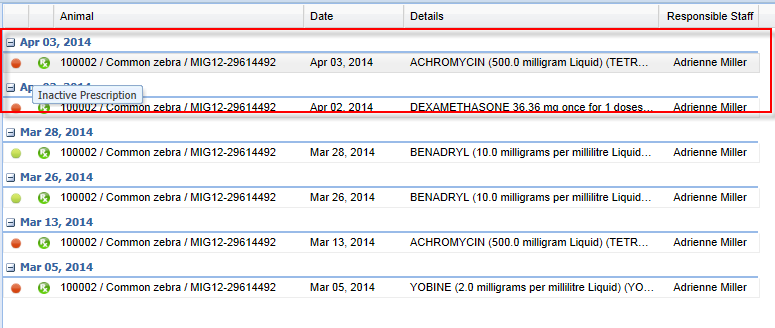 Animal Date Details Responsible Staff
Apr 03, 2014
100002 / Common zebra / MIG12-29614492 Apr 03, 2014 ACHROMYCIN (500.0 milligram Liquid) (TETR... Adrienne Miller
2014
Inactive Prescription
100002 / Common zebra / MIG12-29614492 Apr 02, 2014 DEXAMETHASONE 36.36 mg once for 1 doses... Adrienne Miller
Mar 28, 2014
100002 / Common zebra / MIG12-29614492 Mar 28, 2014 BENADRYL (10.0 milligrams per millilitre Liquid... Adrienne Miller
Mar 26, 2014
100002 / Common zebra / MIG12-29614492 Mar 26, 2014 BENADRYL (10.0 milligrams per millilitre Liquid... Adrienne Miller
Mar 13, 2014
100002 / Common zebra / MIG12-29614492 Mar 13, 2014 ACHROMYCIN (500.0 milligram Liquid) (TETR... Adrienne Miller
Mar 05, 2014
100002 / Common zebra / MIG12-29614492 Mar 05, 2014 YOBINE (2.0 milligrams per millilitre Liquid) (YO... Adrienne Miller